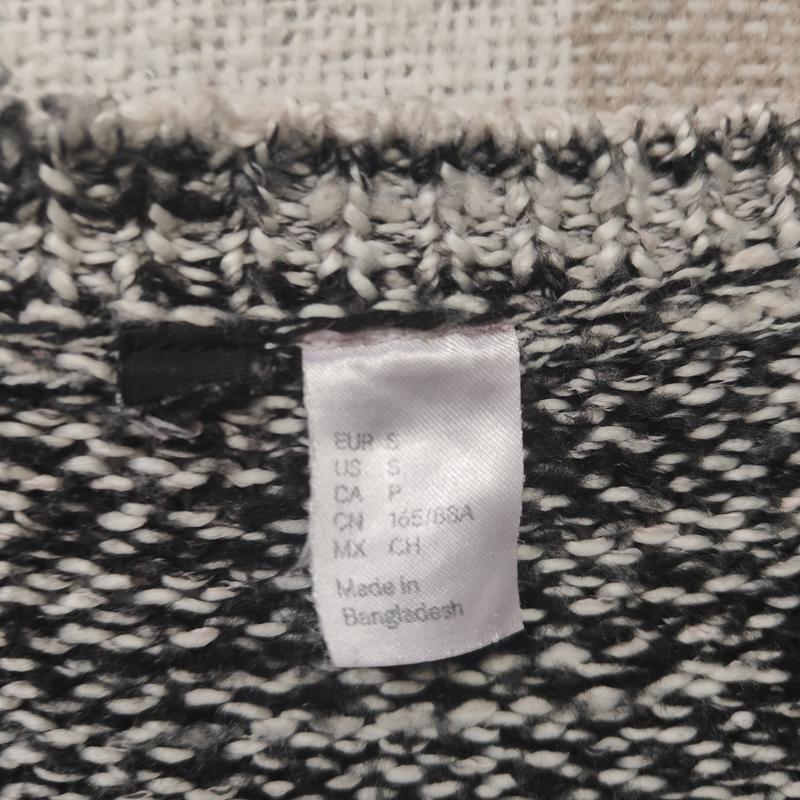 EUR S
US S
CA P
CN 165/88A
MX CH
Made in
Bangladesh